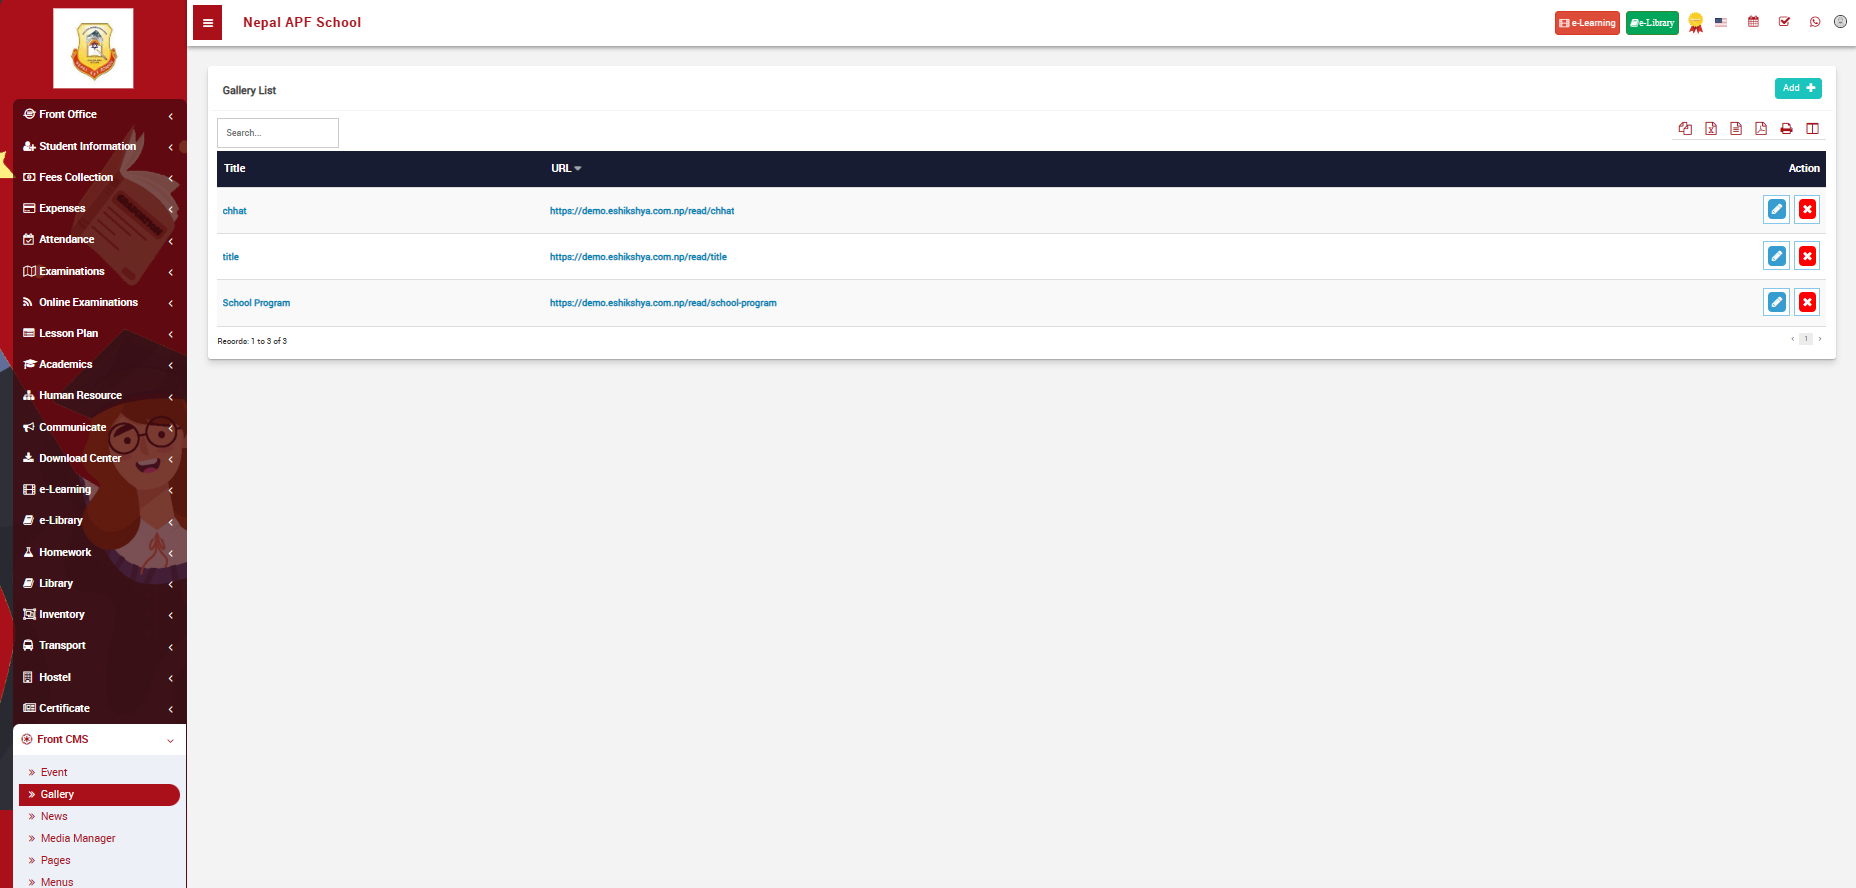 Nepal APF School
e-Learning
e-Library
Front Office
Student Information
Fees Collection
Expenses
Attendance
Examinations
Online Examinations
Lesson Plan
Academics
Human Resource
Communicate
Download Center
e-Learning
e-Library
Homework
Library
Inventory
Transport
Hostel
Certificate
Front CMS
Event
Gallery
News
Media Manager
Pages
Menus
Gallery List
Add
Search...
Title URL Action
chhat https://demo.eshikshya.com.np/read/chhat
title https://demo.eshikshya.com.np/read/title
School Program https://demo.eshikshya.com.np/read/school-program
Records: 1 to 3 of 3
1